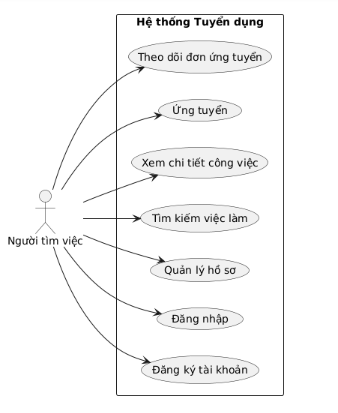 Hệ thống Tuyển dụng
Theo dõi đơn ứng tuyển
Ứng tuyển
Xem chi tiết công việc
Người tìm việc
Tìm kiếm việc làm
Quản lý hồ sơ
Đăng nhập
Đăng ký tài khoản